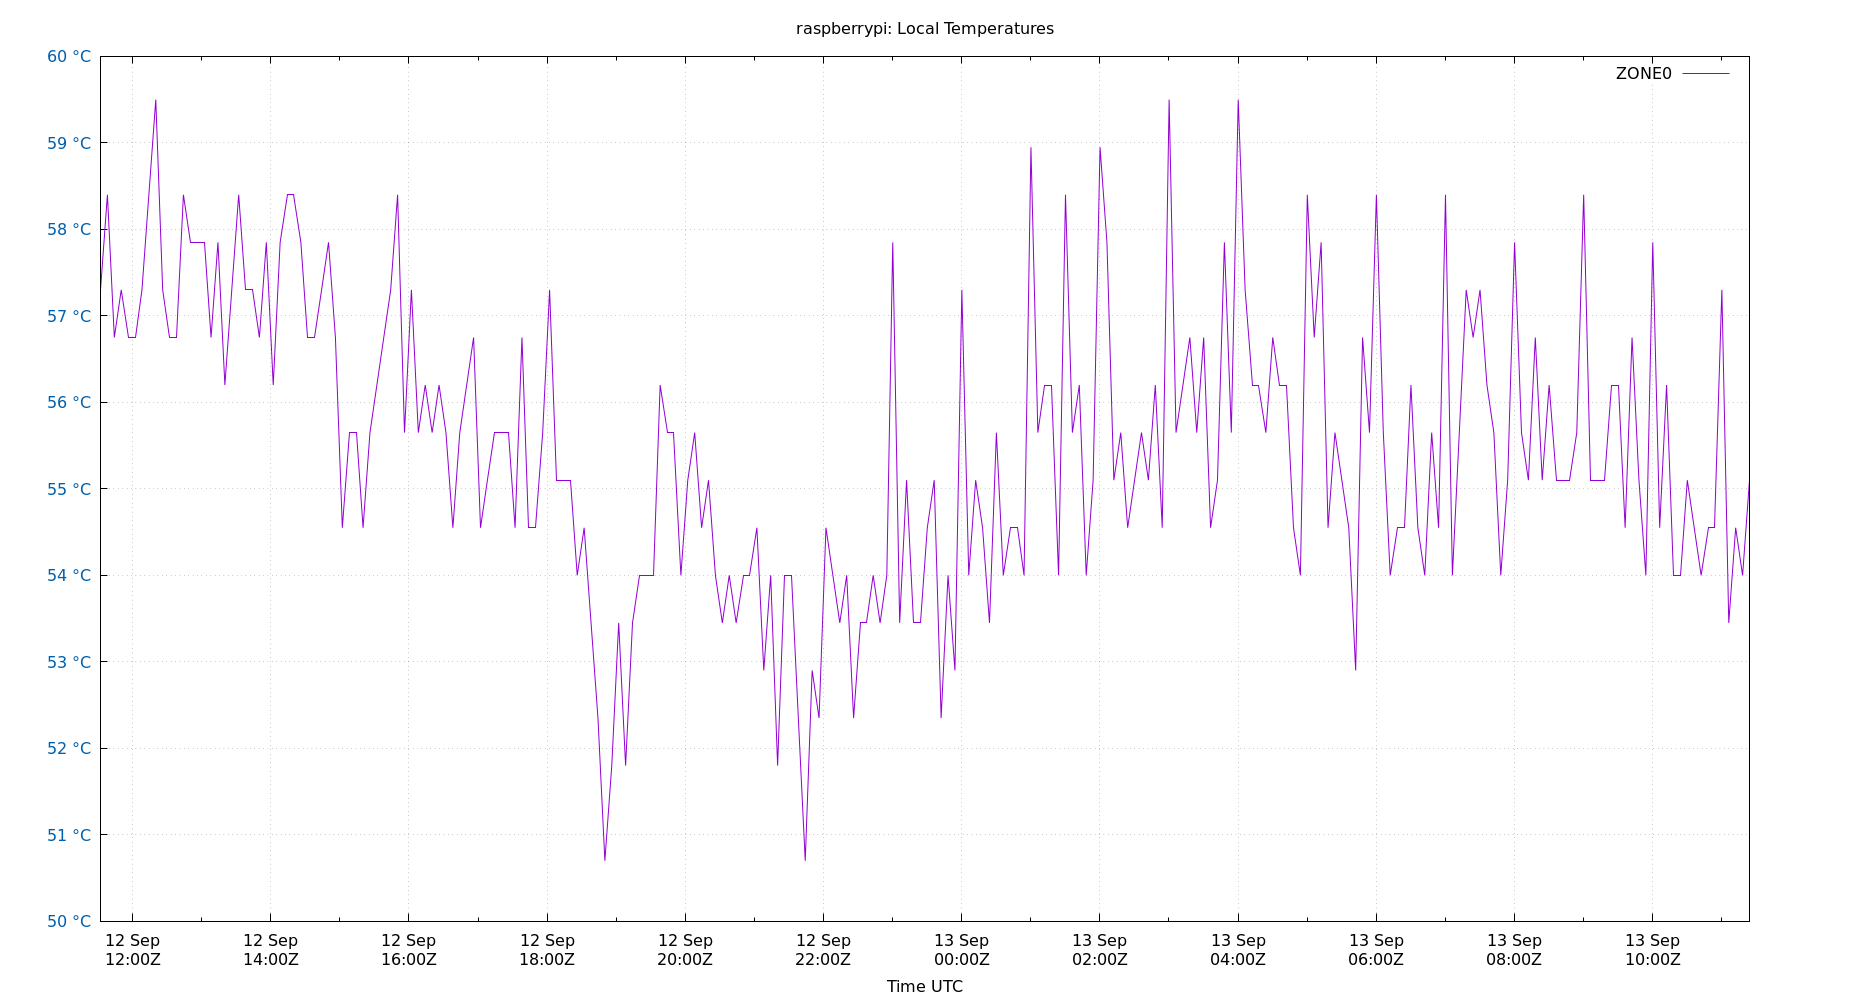 raspberrypi: Local Temperatures
60 °C
ZONE0
59 °C
58 °C
57 °C
56 °C
55 °C
54 °C
53 °C
52 °C
51 °C
50 °C
12 Sep 12 Sep 12 Sep 12 Sep 12 Sep 12 Sep 13 Sep 13 Sep 13 Sep 13 Sep 13 Sep 13 Sep
12:00Z 14:00Z 16:00Z 18:00Z 20:00Z 22:00Z 00:00Z 02:00Z 04:00Z 06:00Z 08:00Z 10:00Z
Time UTC